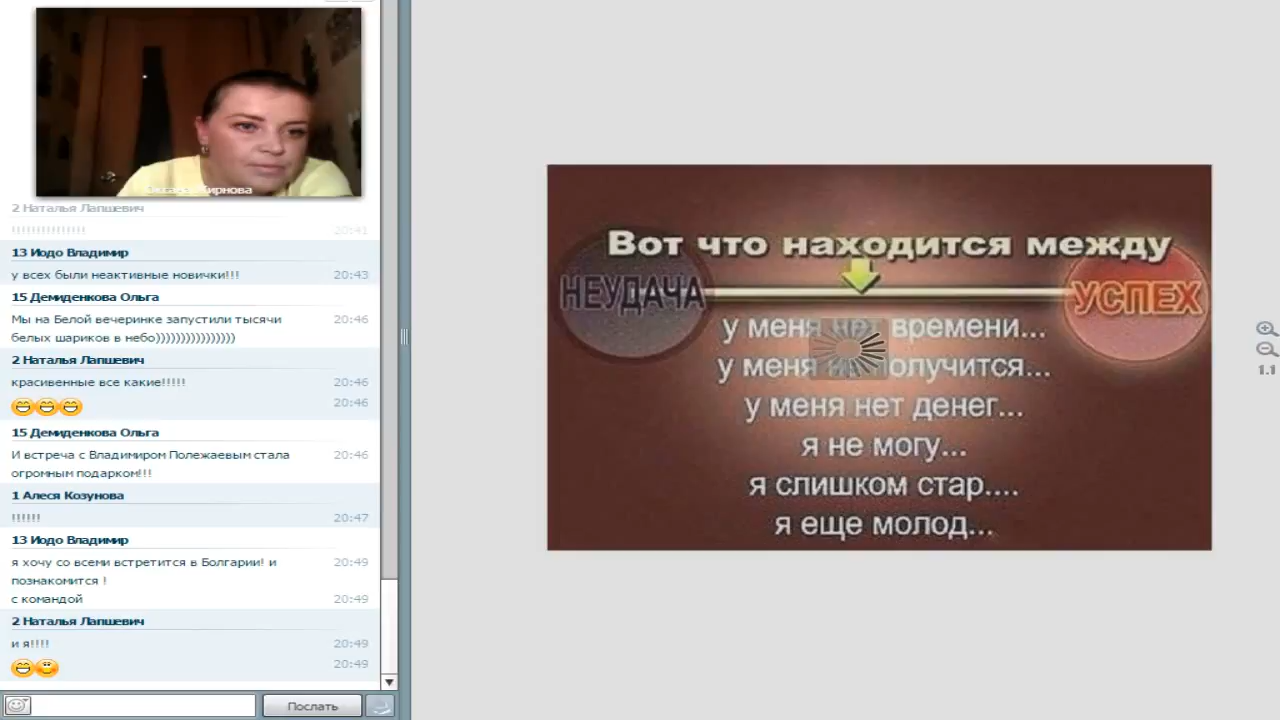 Оксана Жирнова
2 Наталья Лапшевич
!!!!!!!!!!!!!!! 20:41
13 Иодо Владимир
у всех были неактивные новички!!! 20:43
15 Демиденкова Ольга
Мы на Белой вечеринке запустили тысячи 20:46
белых шариков в небо))))))))))))))))
2 Наталья Лапшевич
красивенные все какие!!!!! 20:46
20:46
15 Демиденкова Ольга
И встреча с Владимиром Полежаевым стала 20:46
огромным подарком!!!
1 Алеся Козунова
!!!!!! 20:47
13 Иодо Владимир
я хочу со всеми встретится в Болгарии! и 20:49
познакомится !
с командой 20:49
2 Наталья Лапшевич
и я!!!! 20:49
20:49
Послать
Вот что находится между
НЕУДАЧА УСПЕХ
у меня нет времени...
у меня не получится...
у меня нет денег...
я не могу...
я слишком стар....
я еще молод...
1.1